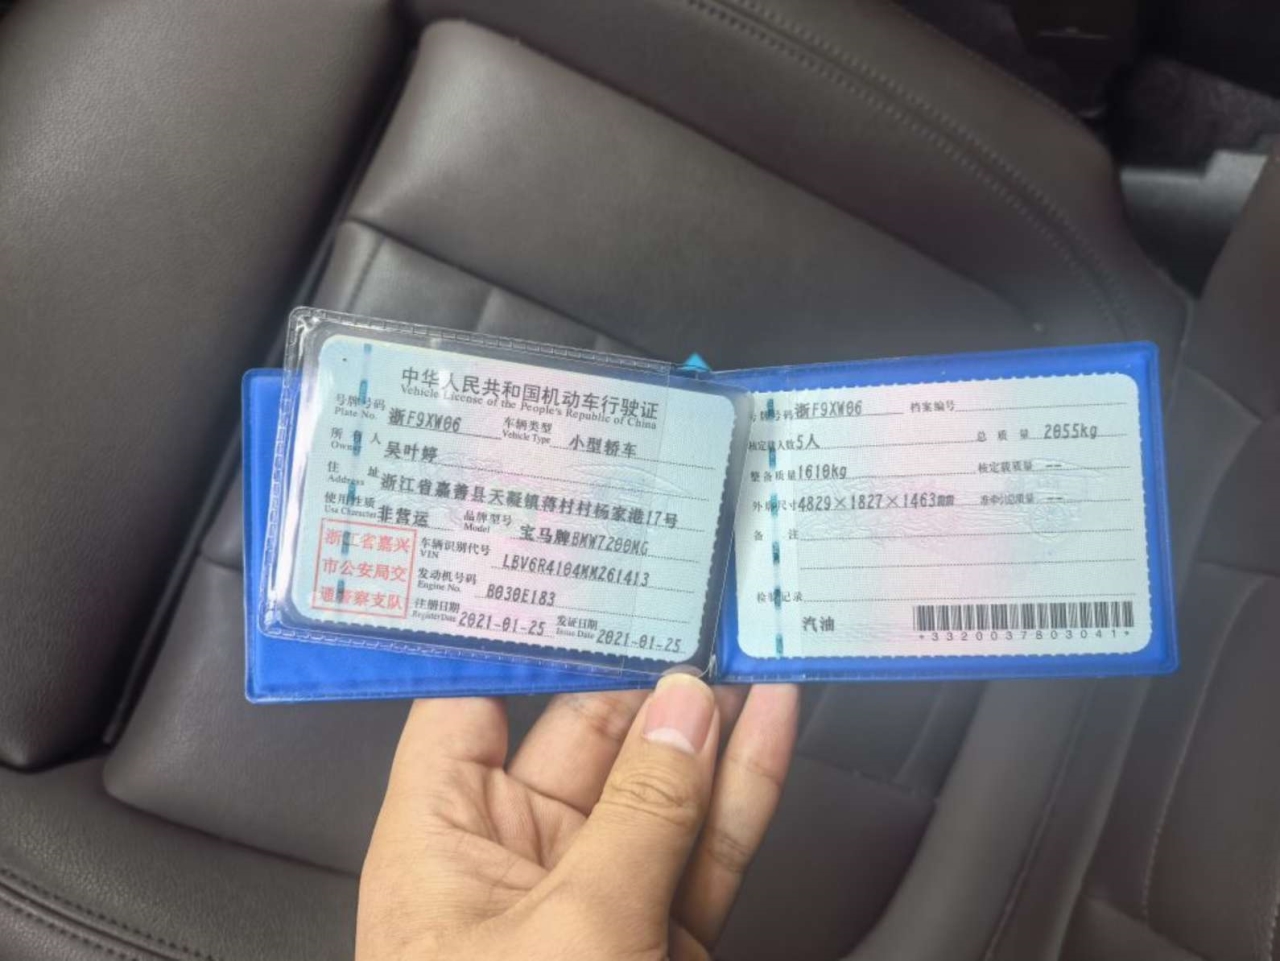 中华人民共和国机动车行驶证
Vehicle License of the People's Republic of China
号牌号码 浙F9XW06 车辆类型 小型轿车
Plate No. Vehicle Type
所有人 吴叶婷
Owner
住址 浙江省嘉善县天凝镇蒋村村杨家港17号
Address
使用性质 非营运 品牌型号 宝马牌BMW7200MG
Use Character Model
浙江省嘉兴
市公安局交
通警察支队
车辆识别代号 LBV6R4104MM261413
VIN
发动机号码 B030E183
Engine No.
注册日期 2021-01-25 发证日期 2021-01-25
Register Date Issue Date
号牌号码 浙F9XW06 档案编号
核定载人数 5人 总质量 2055kg
整备质量 1610kg 核定载质量 --
外廓尺寸 4829×1827×1463mm 准牵引总质量 --
备注
检验记录
汽油
*3320037803041*